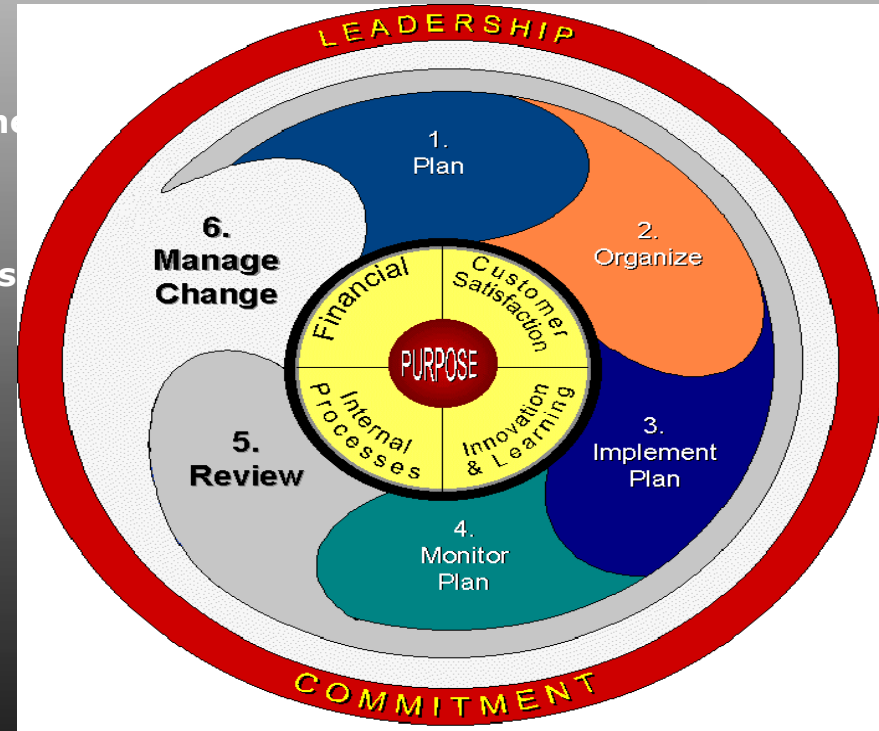 LEADERSHIP
1.
Plan
2.
Organize
3.
Implement
Plan
4.
Monitor
Plan
5.
Review
6.
Manage
Change
Financial
Customer
Satisfaction
PURPOSE
Internal
Processes
Innovation
& Learning
COMMITMENT